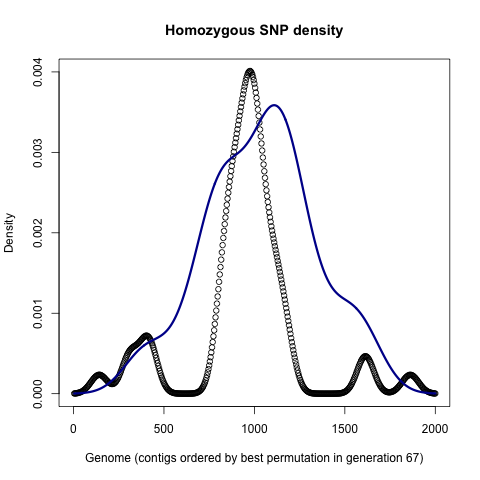 Homozygous SNP density
Density
0.004
0.003
0.002
0.001
0.000
0 500 1000 1500 2000
Genome (contigs ordered by best permutation in generation 67)